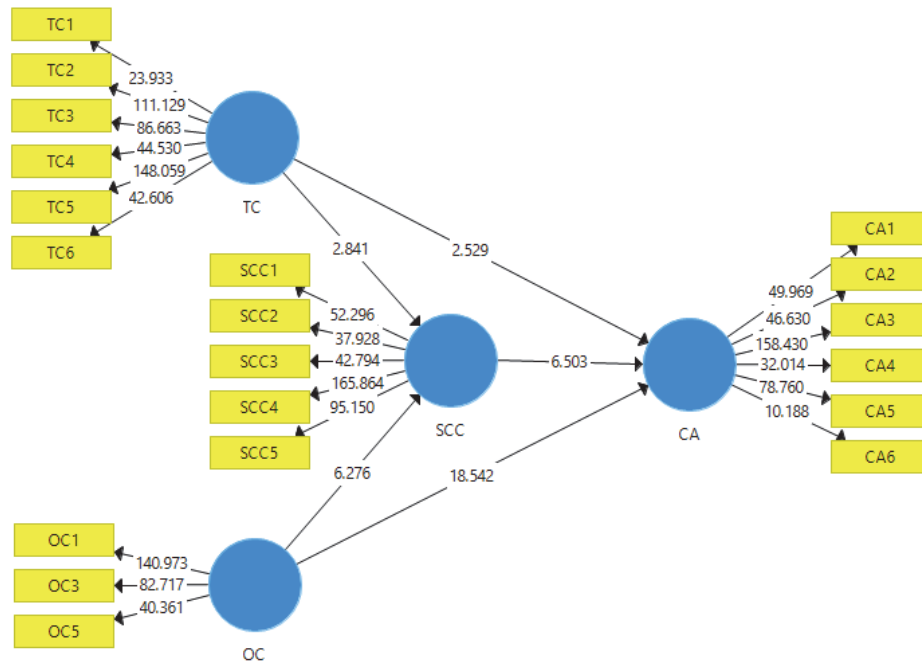 TC1
TC2
TC3
TC4
TC5
TC6
23.933
111.129
86.663
44.530
148.059
42.606
TC
2.841
2.529
SCC1
SCC2
SCC3
SCC4
SCC5
52.296
37.928
42.794
165.864
95.150
SCC
6.503
6.276
18.542
CA1
CA2
CA3
CA4
CA5
CA6
49.969
46.630
158.430
32.014
78.760
10.188
CA
OC1
OC3
OC5
140.973
82.717
40.361
OC